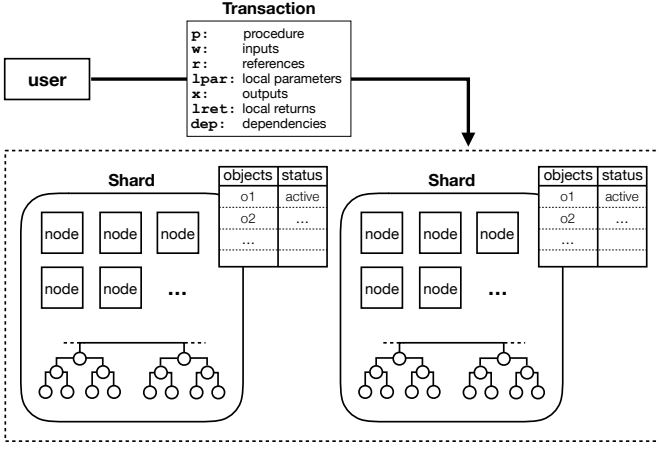 Transaction
p: procedure
w: inputs
r: references
lpar: local parameters
x: outputs
lret: local returns
dep: dependencies
user
Shard
objects status
o1 active
o2 ...
...
node node node
node node ...
Shard
objects status
o1 active
o2 ...
...
node node node
node node ...